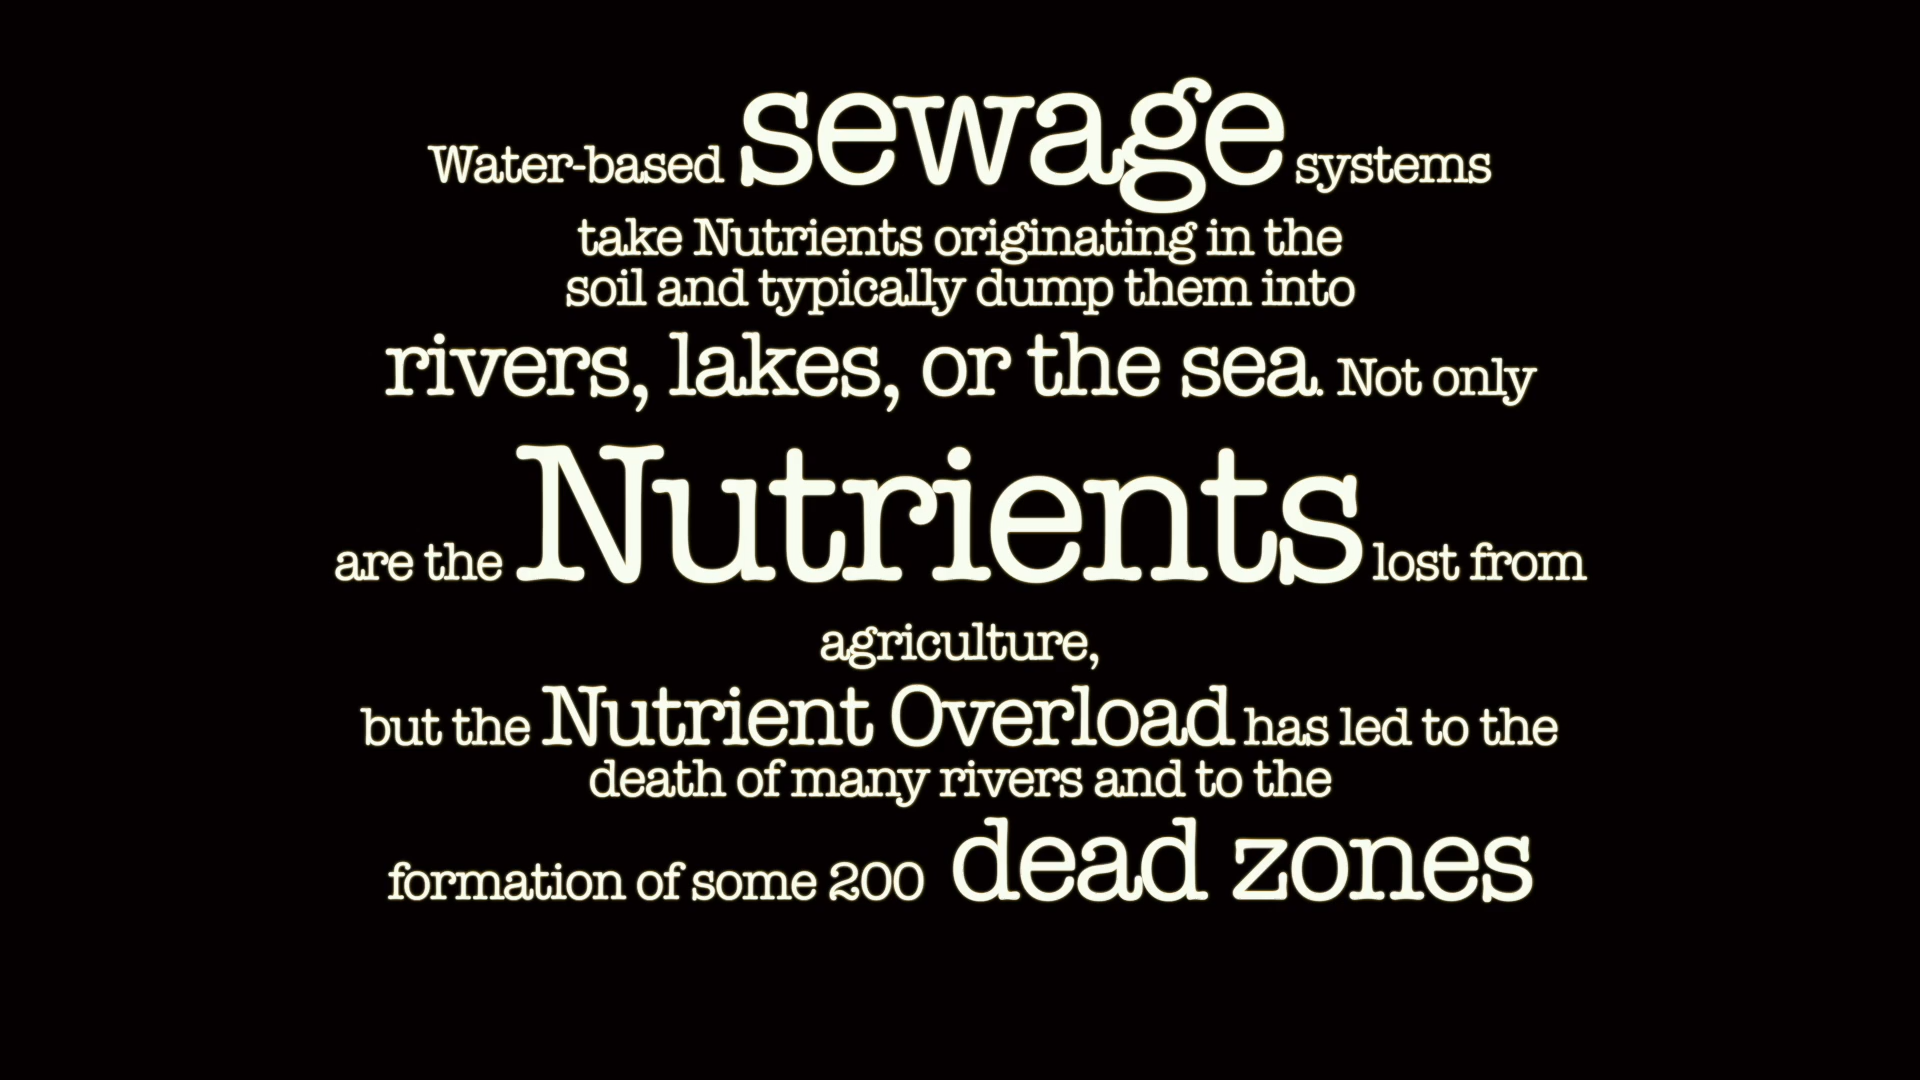 Water-based sewage systems
take Nutrients originating in the
soil and typically dump them into
rivers, lakes, or the sea. Not only
are the Nutrients lost from
agriculture,
but the Nutrient Overload has led to the
death of many rivers and to the
formation of some 200 dead zones